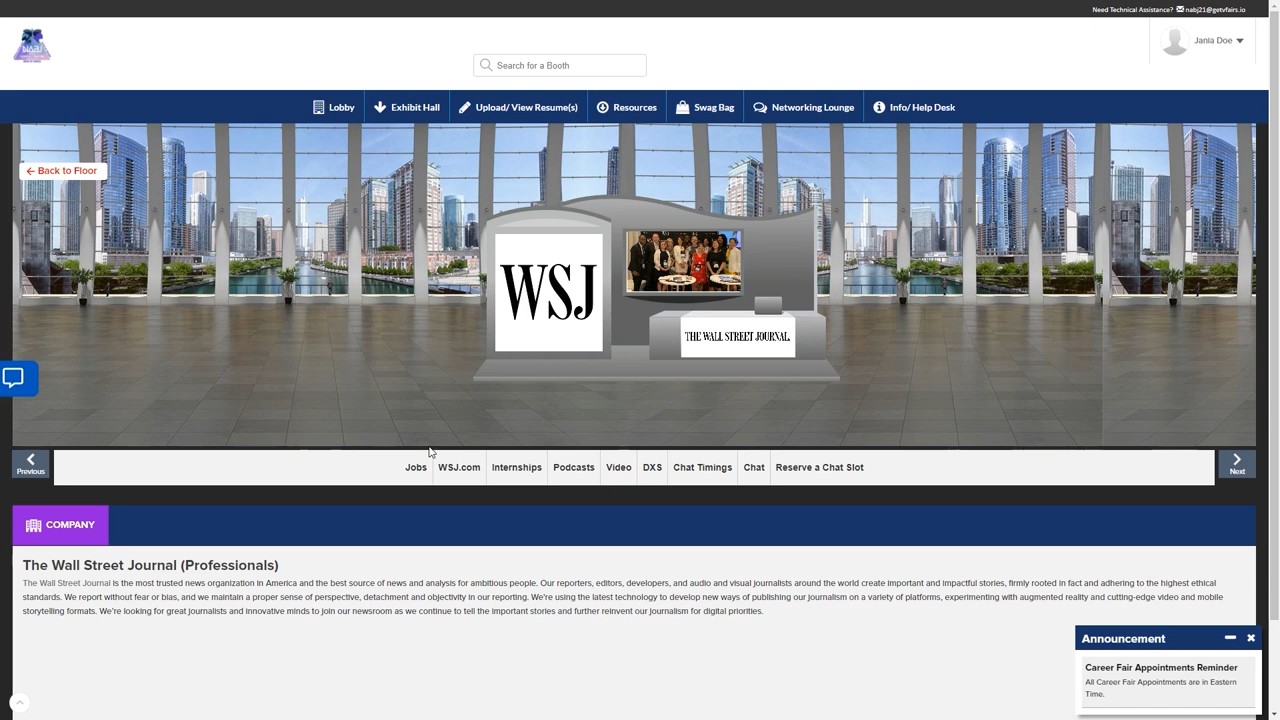 Need Technical Assistance? nabj21@getvfairs.io
NABJ
Jania Doe
Search for a Booth
Lobby
Exhibit Hall
Upload/ View Resume(s)
Resources
Swag Bag
Networking Lounge
Info/ Help Desk
Back to Floor
WSJ
THE WALL STREET JOURNAL.
Previous
Jobs
WSJ.com
Internships
Podcasts
Video
DXS
Chat Timings
Chat
Reserve a Chat Slot
Next
COMPANY
The Wall Street Journal (Professionals)
The Wall Street Journal is the most trusted news organization in America and the best source of news and analysis for ambitious people. Our reporters, editors, developers, and audio and visual journalists around the world create important and impactful stories, firmly rooted in fact and adhering to the highest ethical
standards. We report without fear or bias, and we maintain a proper sense of perspective, detachment and objectivity in our reporting. We're using the latest technology to develop new ways of publishing our journalism on a variety of platforms, experimenting with augmented reality and cutting-edge video and mobile
storytelling formats. We're looking for great journalists and innovative minds to join our newsroom as we continue to tell the important stories and further reinvent our journalism for digital priorities.
Announcement
Career Fair Appointments Reminder
All Career Fair Appointments are in Eastern
Time.